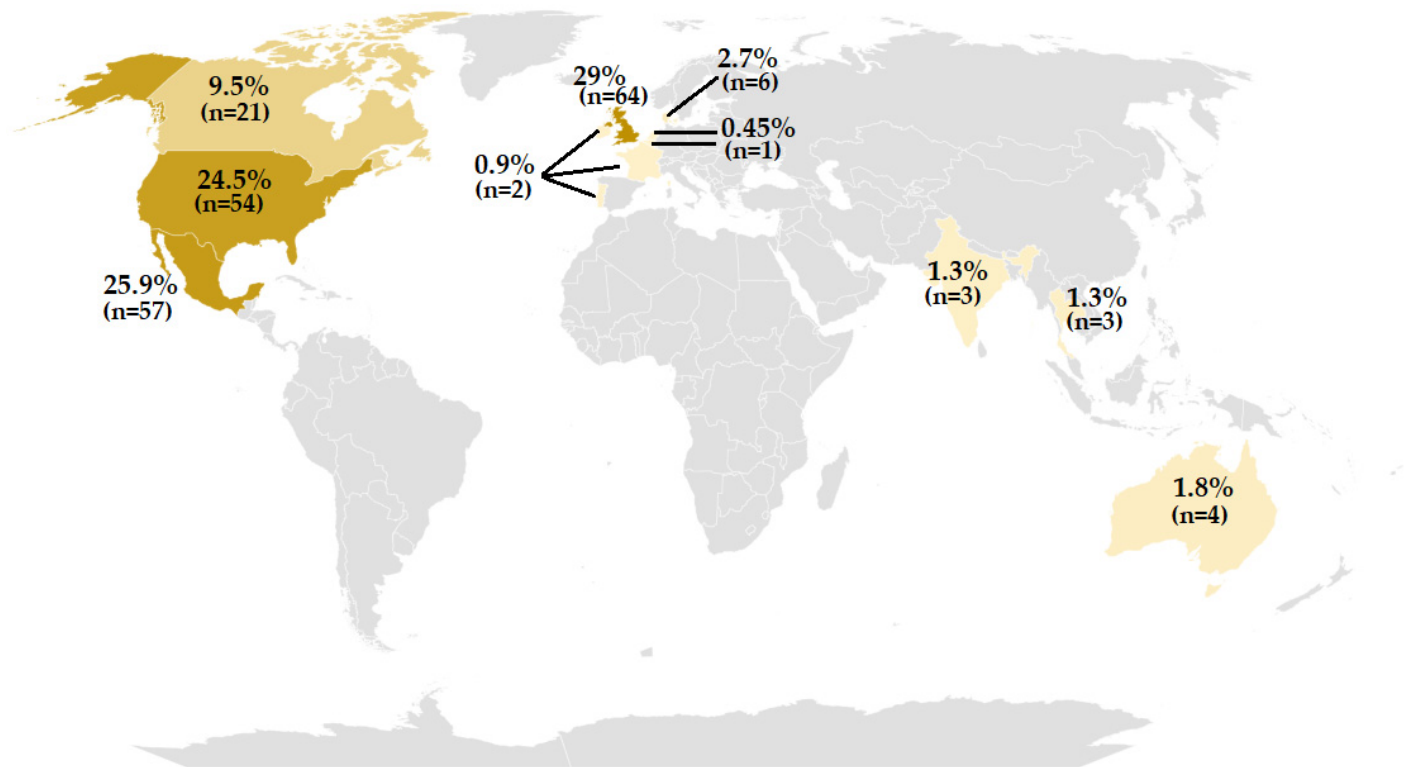 9.5%
(n=21)
24.5%
(n=54)
25.9%
(n=57)
29%
(n=64)
2.7%
(n=6)
0.45%
(n=1)
0.9%
(n=2)
1.3%
(n=3)
1.3%
(n=3)
1.8%
(n=4)